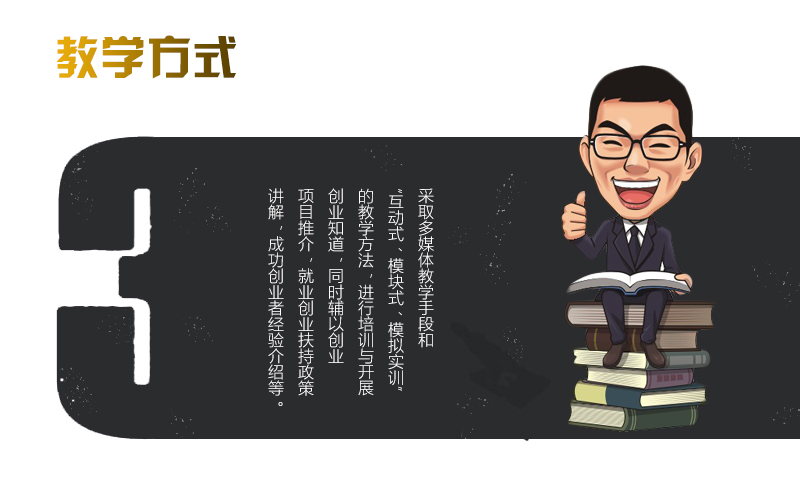 教学方式
3
采取多媒体教学手段和
“互动式、模块式、模拟实训”
的教学方法，进行培训与开展
创业知道，同时辅以创业
项目推介，就业创业扶持政策
讲解，成功创业者经验介绍等。